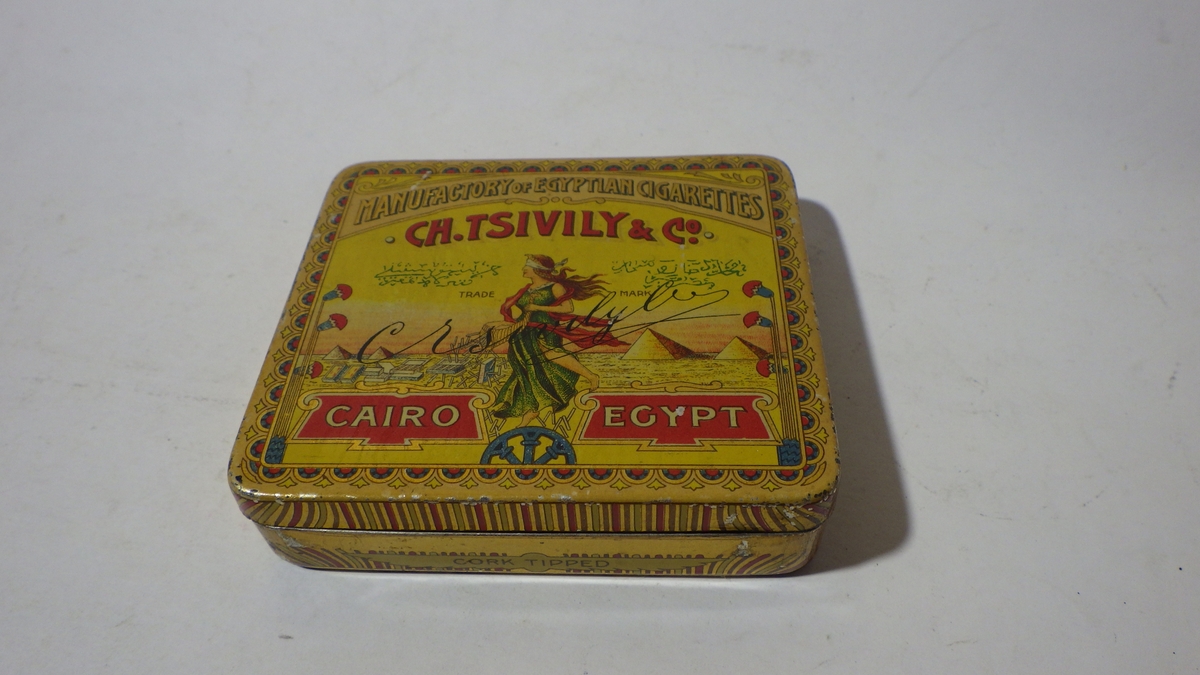 MANUFACTORY OF EGYPTIAN CIGARETTES
CH. TSIVILY & Cº.
TRADE MARK
CAIRO EGYPT
CORK TIPPED